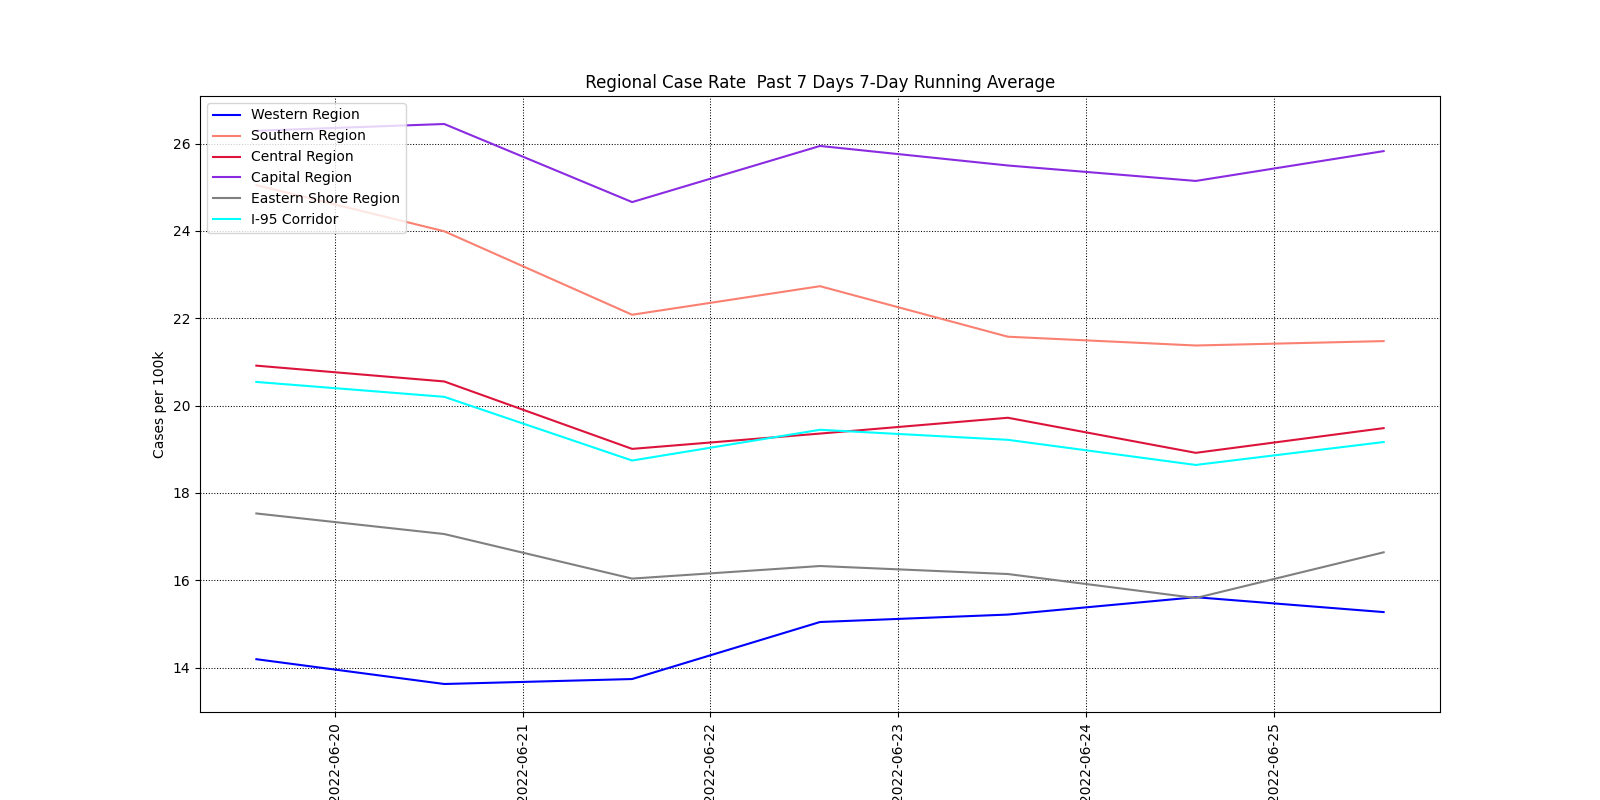 Regional Case Rate  Past 7 Days 7-Day Running Average
Western Region
Southern Region
Central Region
Capital Region
Eastern Shore Region
I-95 Corridor
Cases per 100k
26
24
22
20
18
16
14
2022-06-20
2022-06-21
2022-06-22
2022-06-23
2022-06-24
2022-06-25